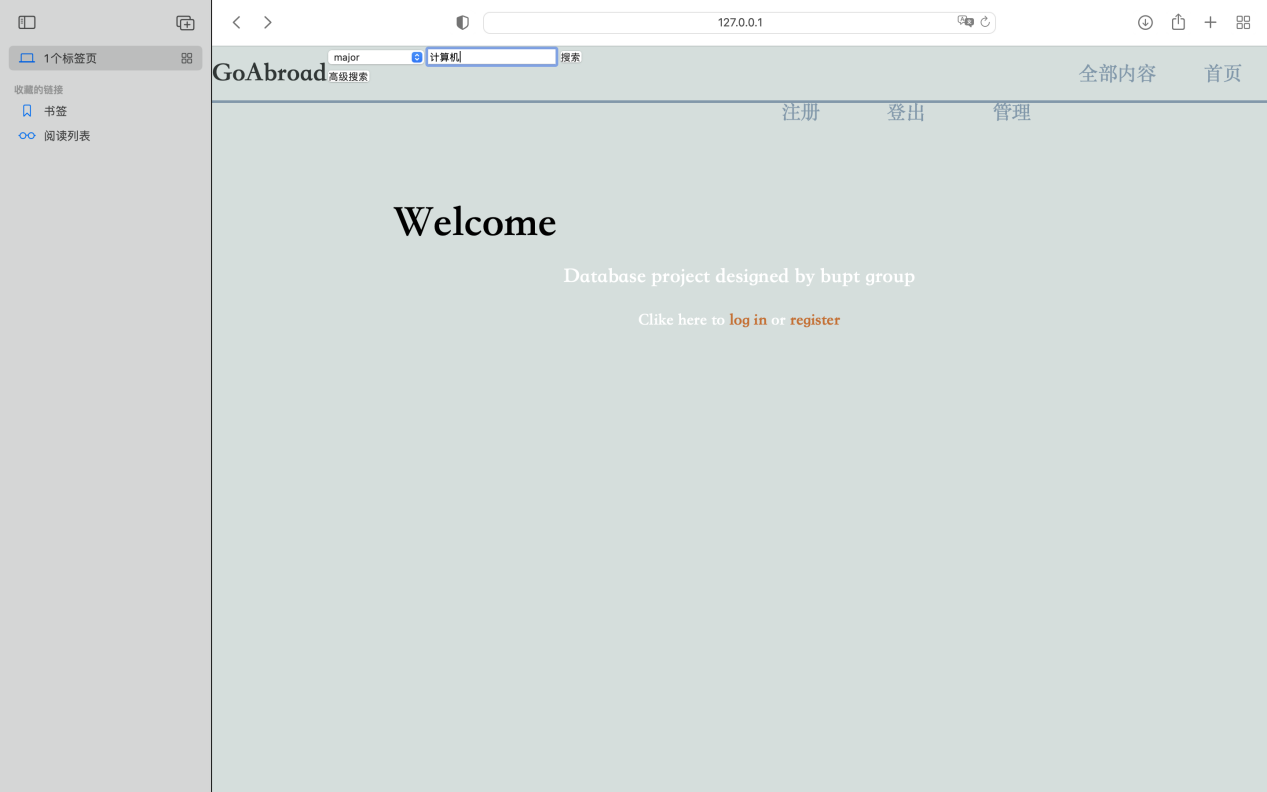 127.0.0.1
1个标签页
收藏的链接
书签
阅读列表
GoAbroad
major
计算机
搜索
高级搜索
全部内容
首页
注册
登出
管理
Welcome
Database project designed by bupt group
Clike here to log in or register